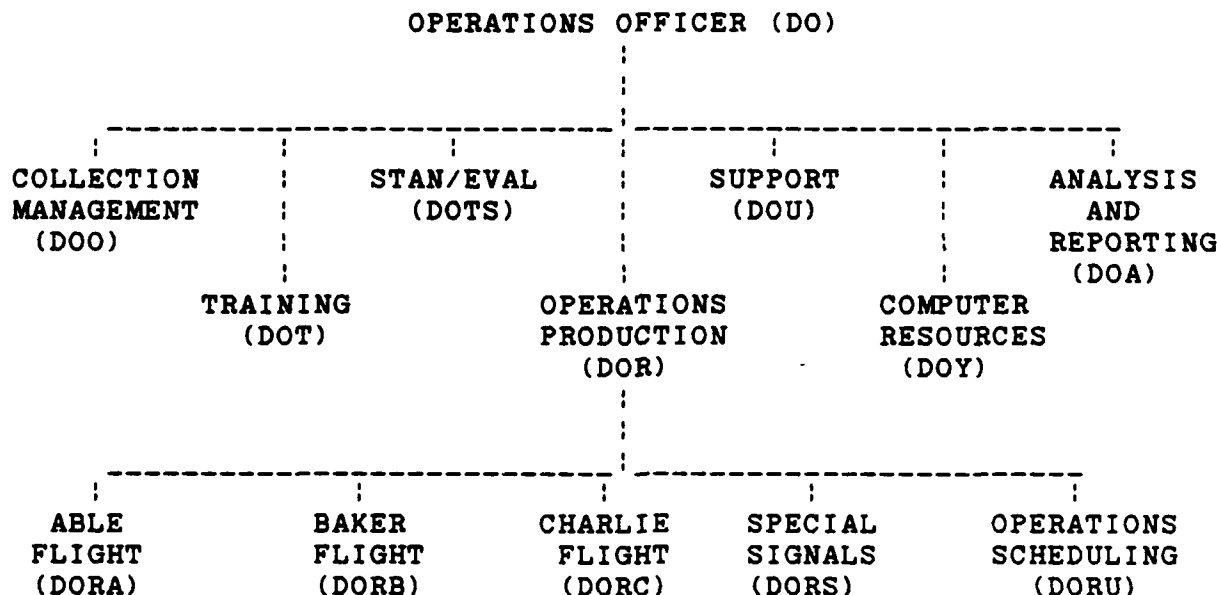 OPERATIONS OFFICER (DO)
COLLECTION
MANAGEMENT
(DOO)
STAN/EVAL
(DOTS)
SUPPORT
(DOU)
ANALYSIS
AND
REPORTING
(DOA)
TRAINING
(DOT)
OPERATIONS
PRODUCTION
(DOR)
COMPUTER
RESOURCES
(DOY)
ABLE
FLIGHT
(DORA)
BAKER
FLIGHT
(DORB)
CHARLIE
FLIGHT
(DORC)
SPECIAL
SIGNALS
(DORS)
OPERATIONS
SCHEDULING
(DORU)